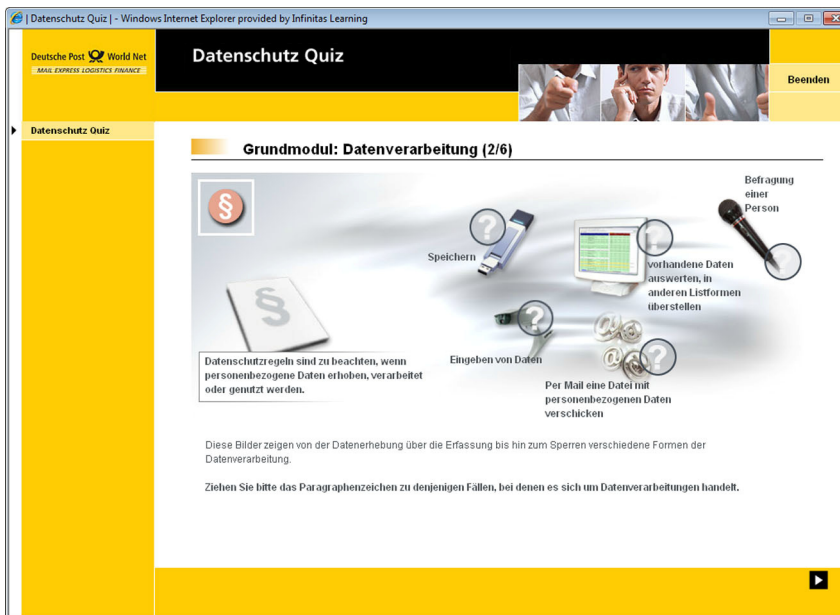 | Datenschutz Quiz | - Windows Internet Explorer provided by Infinitas Learning
Deutsche Post World Net
MAIL EXPRESS LOGISTICS FINANCE
Datenschutz Quiz
Beenden
Datenschutz Quiz
Grundmodul: Datenverarbeitung (2/6)
§
§
Datenschutzregeln sind zu beachten, wenn
personenbezogene Daten erhoben, verarbeitet
oder genutzt werden.
?
Speichern
?
vorhandene Daten
auswerten, in
anderen Listformen
überstellen
Befragung
einer
Person
?
?
Eingeben von Daten
?
Per Mail eine Datei mit
personenbezogenen Daten
verschicken
Diese Bilder zeigen von der Datenerhebung über die Erfassung bis hin zum Sperren verschiedene Formen der
Datenverarbeitung.
Ziehen Sie bitte das Paragraphenzeichen zu denjenigen Fällen, bei denen es sich um Datenverarbeitungen handelt.